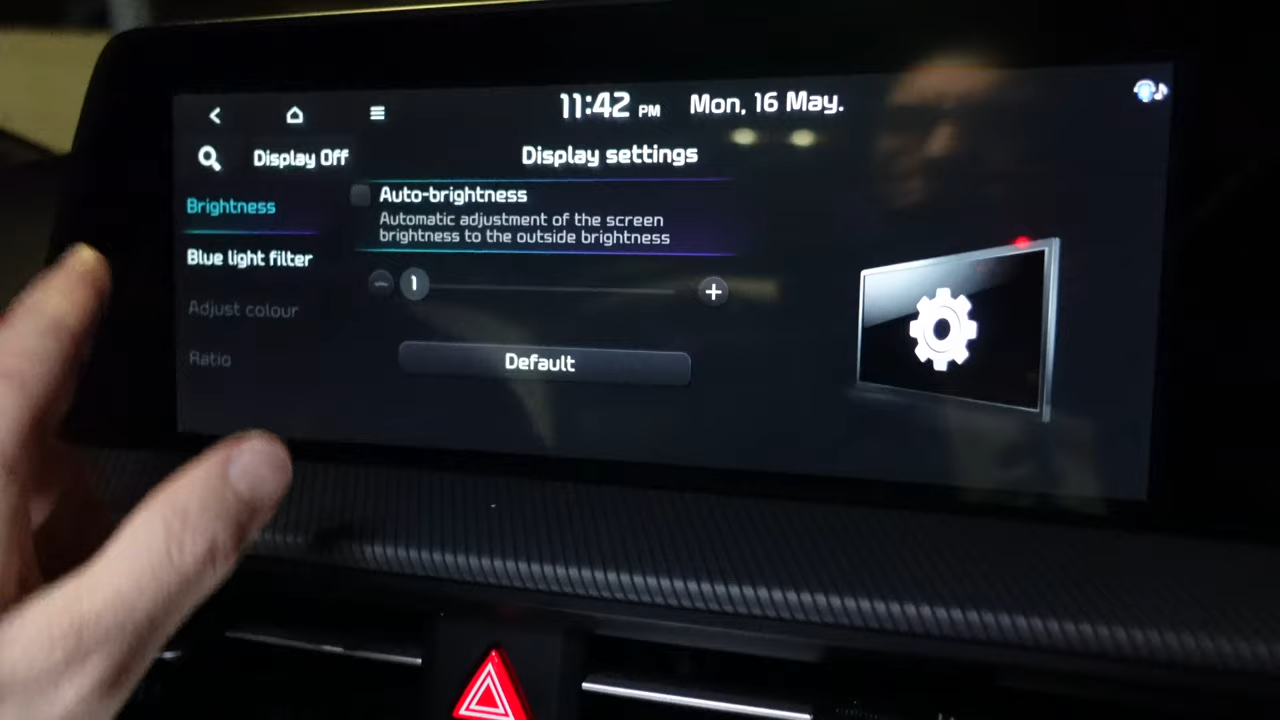 11:42 PM Mon, 16 May.
Display Off
Display settings
Brightness
Blue light filter
Adjust colour
Ratio
Auto-brightness
Automatic adjustment of the screen
brightness to the outside brightness
1
Default